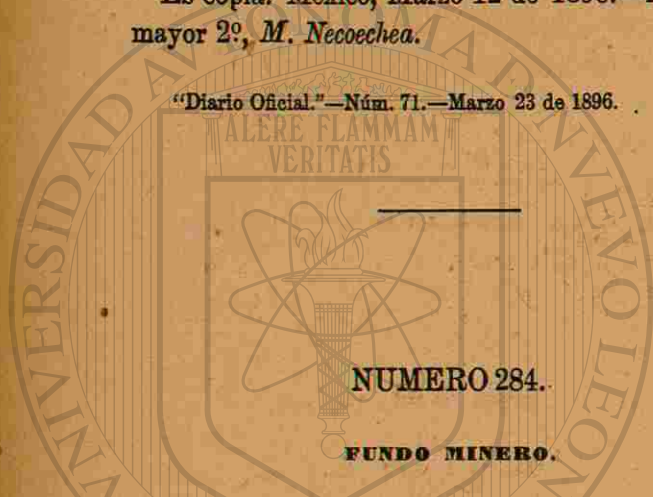 mayor 2º, M. Necoechea.
"Diario Oficial."—Núm. 71.—Marzo 23 de 1896.
ALERE FLAMMAM
VERITATIS
NUMERO 284.
FUNDO MINERO.